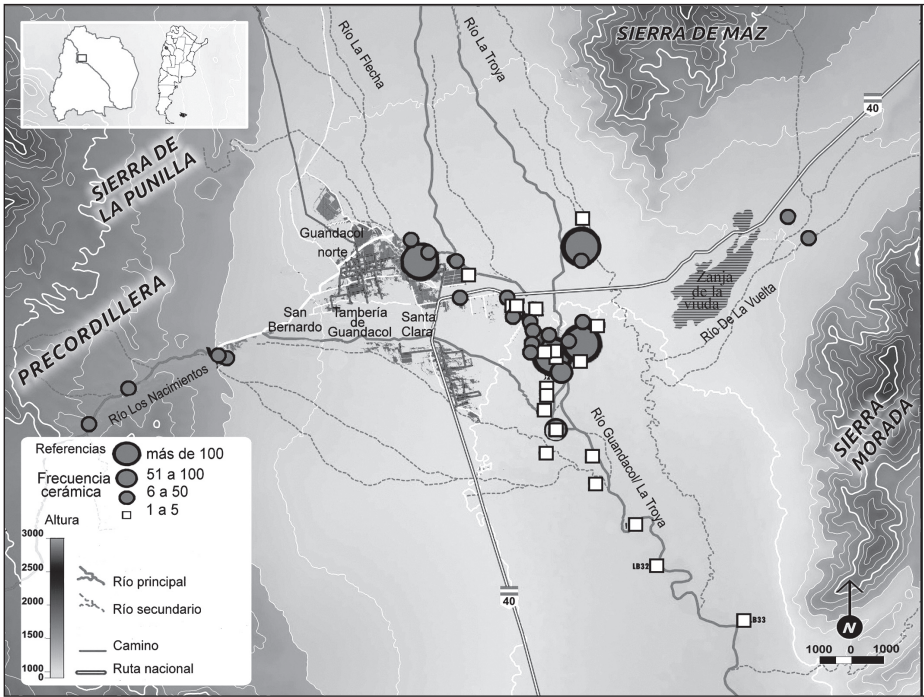 SIERRA DE MAZ
Río La Flecha
Río La Troya
40
SIERRA DE
LA PUNILLA
Guandacol
norte
Zanja
de la
viuda
PRECORDILLERA
San
Bernardo
Tambería
de
Guandacol
Santa
Clara
Río De La Vuelta
Río Los Nacimientos
SIERRA
MORADA
Río Guandacol/ La Troya
Referencias
más de 100
Frecuencia
cerámica
51 a 100
6 a 50
1 a 5
Altura
3000
2500
2000
1500
1000
0
Río principal
Río secundario
Camino
Ruta nacional
LB32
B33
40
N
1000 0 1000